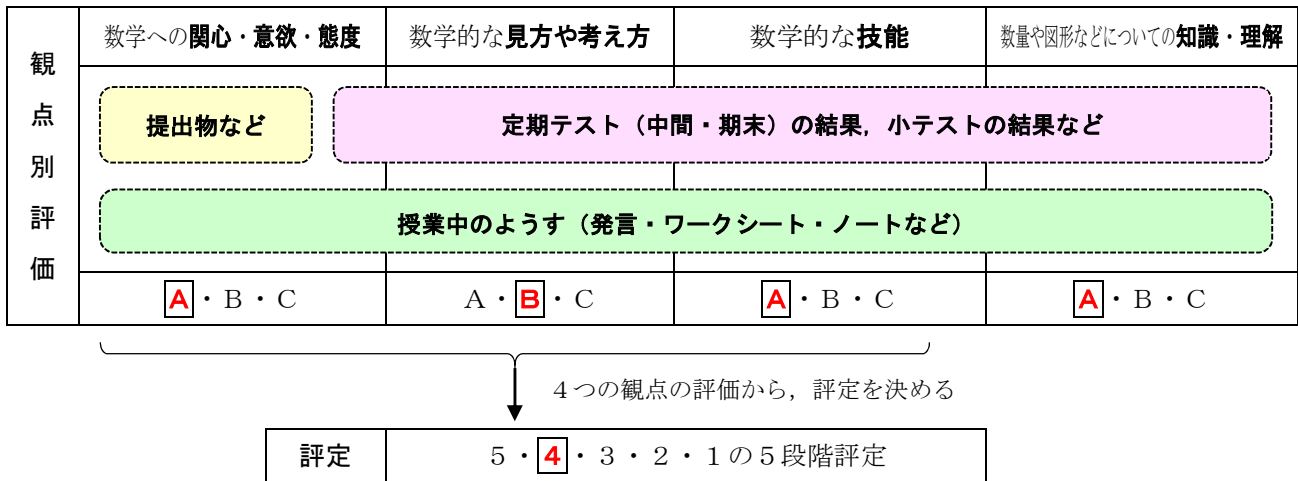 観点別評価
数学への関心・意欲・態度
数学的な見方や考え方
数学的な技能
数量や図形などについての知識・理解
提出物など
定期テスト（中間・期末）の結果，小テストの結果など
授業中のようす（発言・ワークシート・ノートなど）
A・B・C
A・B・C
A・B・C
A・B・C
４つの観点の評価から，評定を決める
評定
５・４・３・２・１の５段階評定